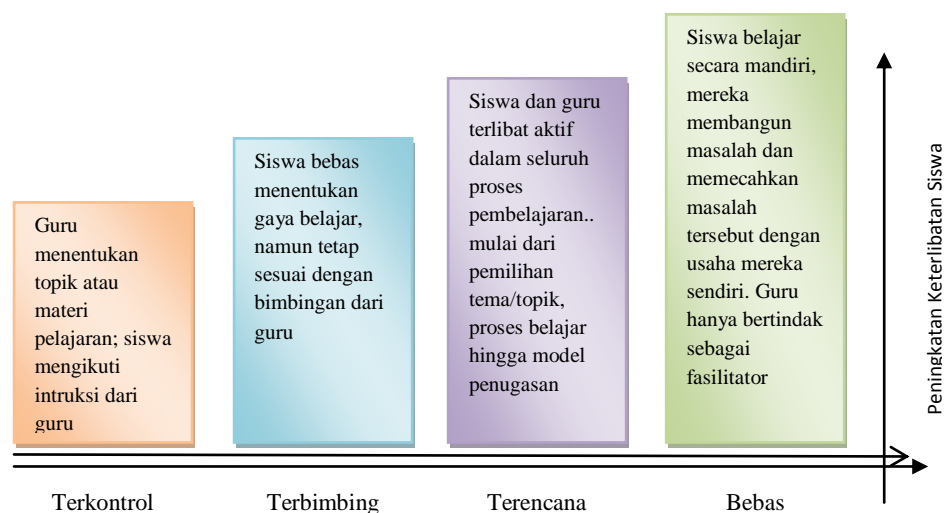 Guru
menentukan
topik atau
materi
pelajaran; siswa
mengikuti
intruksi dari
guru
Siswa bebas
menentukan
gaya belajar,
namun tetap
sesuai dengan
bimbingan dari
guru
Siswa dan guru
terlibat aktif
dalam seluruh
proses
pembelajaran..
mulai dari
pemilihan
tema/topik,
proses belajar
hingga model
penugasan
Siswa belajar
secara mandiri,
mereka
membangun
masalah dan
memecahkan
masalah
tersebut dengan
usaha mereka
sendiri. Guru
hanya bertindak
sebagai
fasilitator
Peningkatan Keterlibatan Siswa
Terkontrol
Terbimbing
Terencana
Bebas